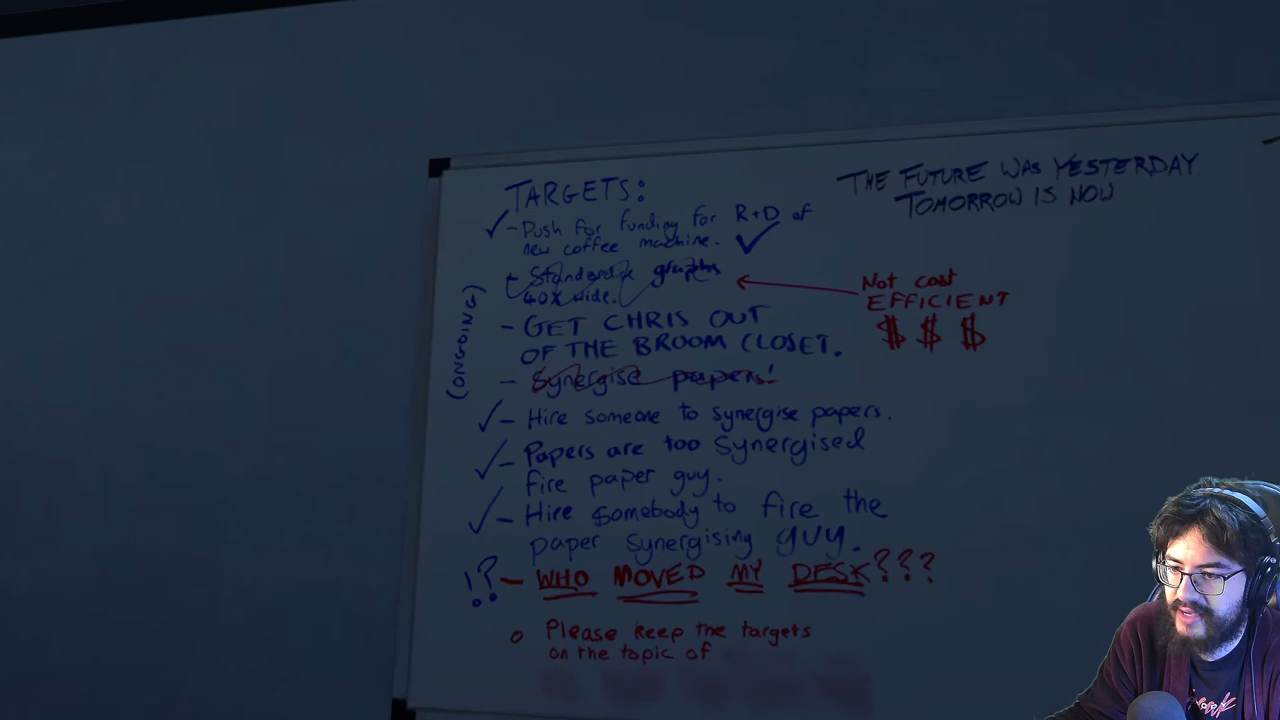 TARGETS:
✓ - Push for funding for R+D of
new coffee machine. ✓
- Standardize graphs
40x wide.
(ONGOING)
- GET CHRIS OUT
OF THE BROOM CLOSET.
- Synergise papers!
✓ - Hire someone to synergise papers.
✓ - Papers are too Synergised
fire paper guy.
✓ - Hire somebody to fire the
paper synergising guy.
!? - WHO MOVED MY DESK???
o Please keep the targets
on the topic of
THE FUTURE WAS YESTERDAY
TOMORROW IS NOW
Not cost
EFFICIENT
$ $ $